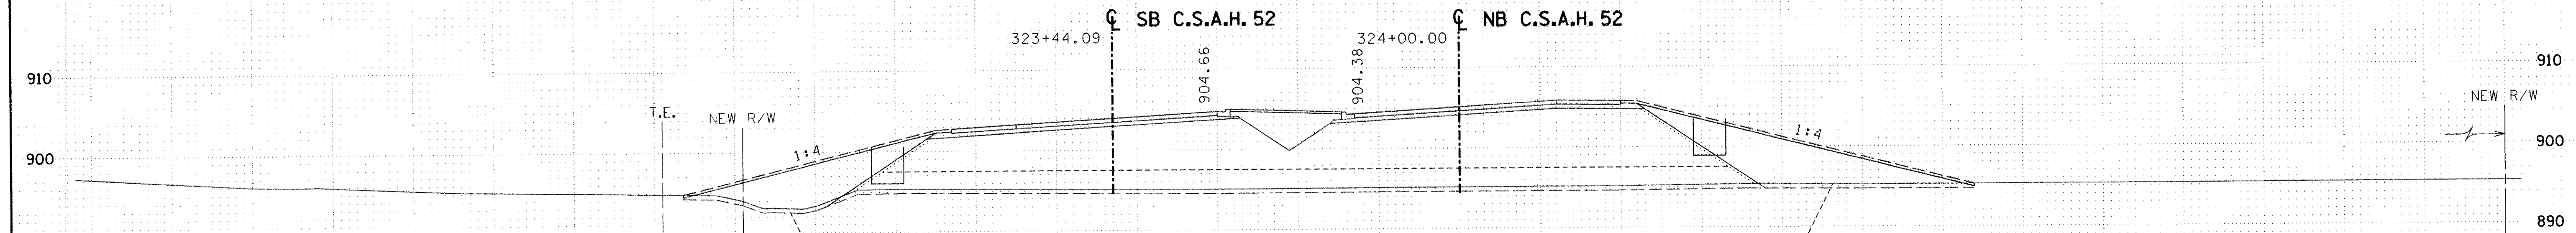 ℄ SB C.S.A.H. 52
℄ NB C.S.A.H. 52
323+44.09
324+00.00
904.66
904.38
910
910
T.E.
NEW R/W
NEW R/W
1:4
1:4
900
900
890